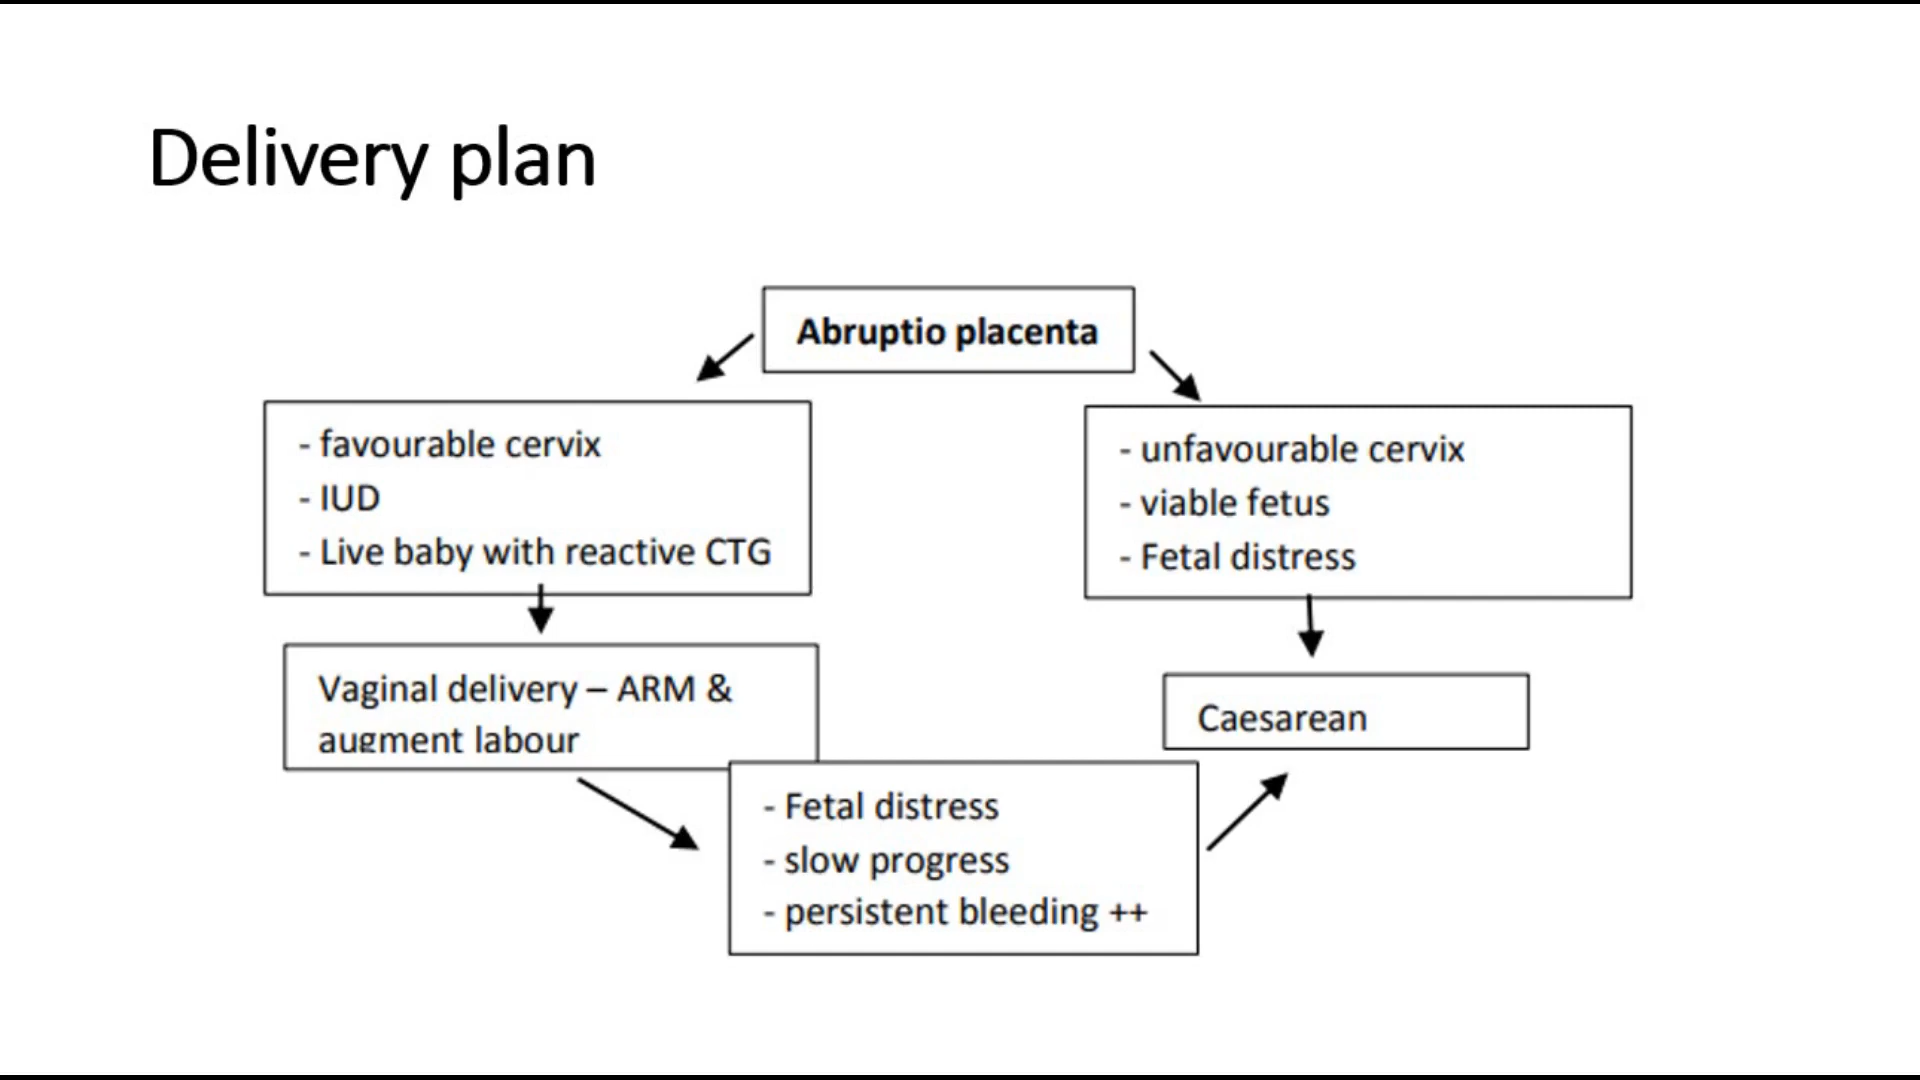 Delivery plan
Abruptio placenta
- favourable cervix
- IUD
- Live baby with reactive CTG
- unfavourable cervix
- viable fetus
- Fetal distress
Vaginal delivery – ARM &
augment labour
Caesarean
- Fetal distress
- slow progress
- persistent bleeding ++